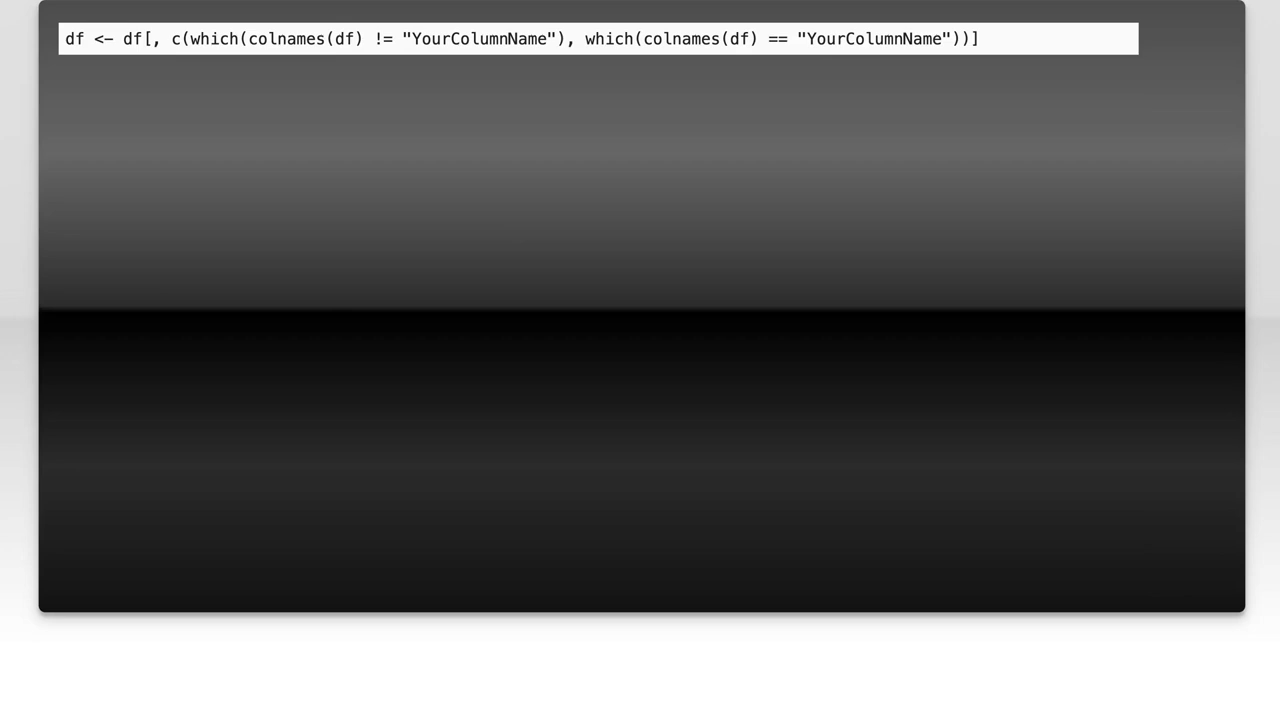 df <- df[, c(which(colnames(df) != "YourColumnName"), which(colnames(df) == "YourColumnName"))]